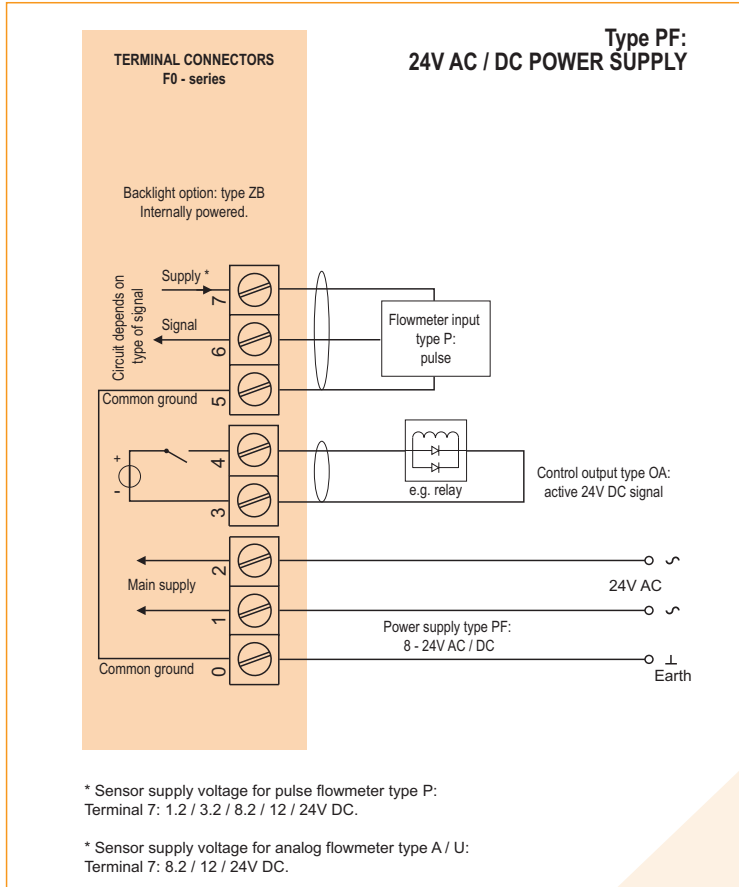 Type PF:
24V AC / DC POWER SUPPLY
TERMINAL CONNECTORS
F0 - series
Backlight option: type ZB
Internally powered.
Circuit depends on
type of signal
Supply *
7
Signal
6
Common ground
5
Flowmeter input
type P:
pulse
+
-
4
3
e.g. relay
Control output type OA:
active 24V DC signal
2
Main supply
1
24V AC
Power supply type PF:
8 - 24V AC / DC
Common ground
0
Earth
* Sensor supply voltage for pulse flowmeter type P:
Terminal 7: 1.2 / 3.2 / 8.2 / 12 / 24V DC.
* Sensor supply voltage for analog flowmeter type A / U:
Terminal 7: 8.2 / 12 / 24V DC.